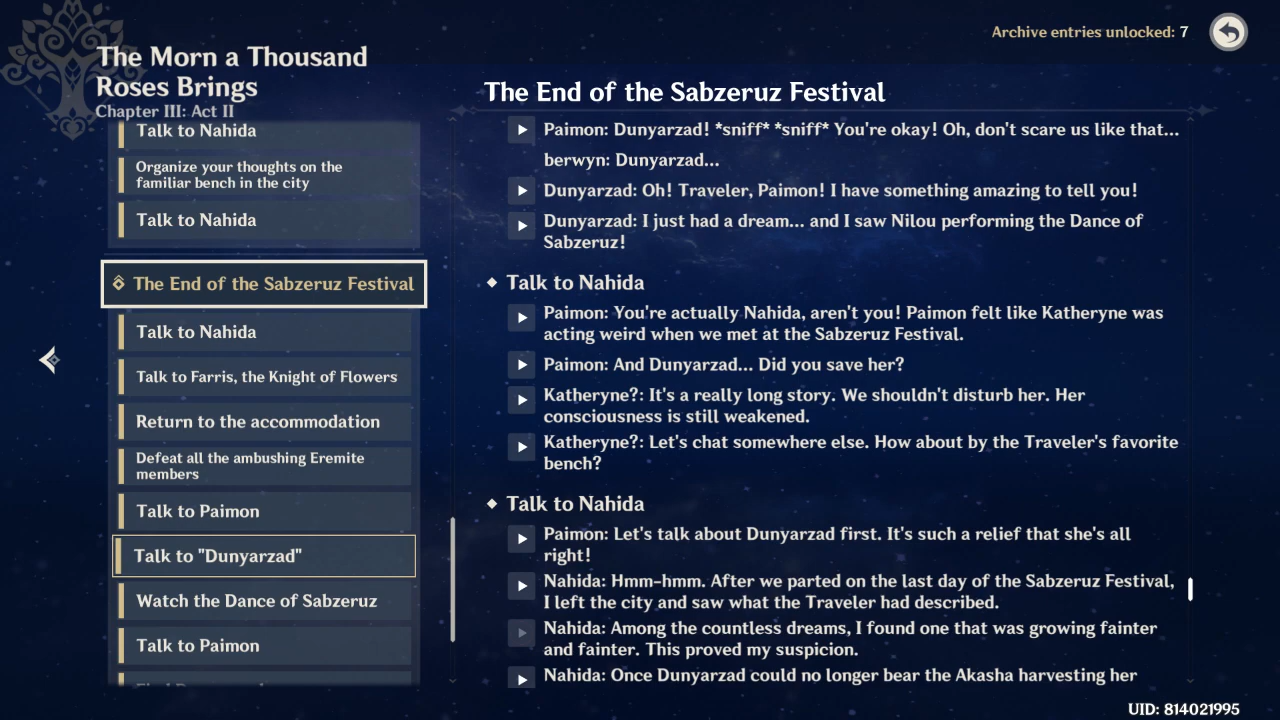 Archive entries unlocked: 7
The Morn a Thousand
Roses Brings
Chapter III: Act II
Talk to Nahida
Organize your thoughts on the
familiar bench in the city
Talk to Nahida
The End of the Sabzeruz Festival
Talk to Nahida
Talk to Farris, the Knight of Flowers
Return to the accommodation
Defeat all the ambushing Eremite
members
Talk to Paimon
Talk to "Dunyarzad"
Watch the Dance of Sabzeruz
Talk to Paimon
The End of the Sabzeruz Festival
Paimon: Dunyarzad! *sniff* *sniff* You're okay! Oh, don't scare us like that...
berwyn: Dunyarzad...
Dunyarzad: Oh! Traveler, Paimon! I have something amazing to tell you!
Dunyarzad: I just had a dream... and I saw Nilou performing the Dance of
Sabzeruz!
Talk to Nahida
Paimon: You're actually Nahida, aren't you! Paimon felt like Katheryne was
acting weird when we met at the Sabzeruz Festival.
Paimon: And Dunyarzad... Did you save her?
Katheryne?: It's a really long story. We shouldn't disturb her. Her
consciousness is still weakened.
Katheryne?: Let's chat somewhere else. How about by the Traveler's favorite
bench?
Talk to Nahida
Paimon: Let's talk about Dunyarzad first. It's such a relief that she's all
right!
Nahida: Hmm-hmm. After we parted on the last day of the Sabzeruz Festival,
I left the city and saw what the Traveler had described.
Nahida: Among the countless dreams, I found one that was growing fainter
and fainter. This proved my suspicion.
Nahida: Once Dunyarzad could no longer bear the Akasha harvesting her
UID: 814021995